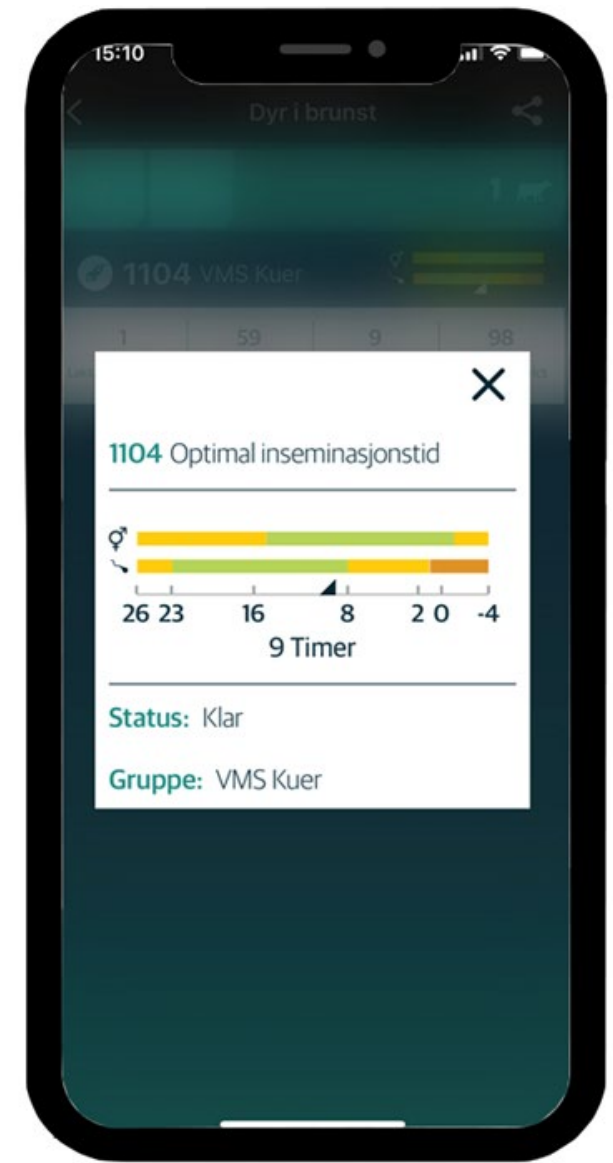 15:10
Dyr i brunst
1
1104 VMS Kuer
1 59 9 98
1104 Optimal inseminasjonstid
26 23 16 8 2 0 -4
9 Timer
Status: Klar
Gruppe: VMS Kuer